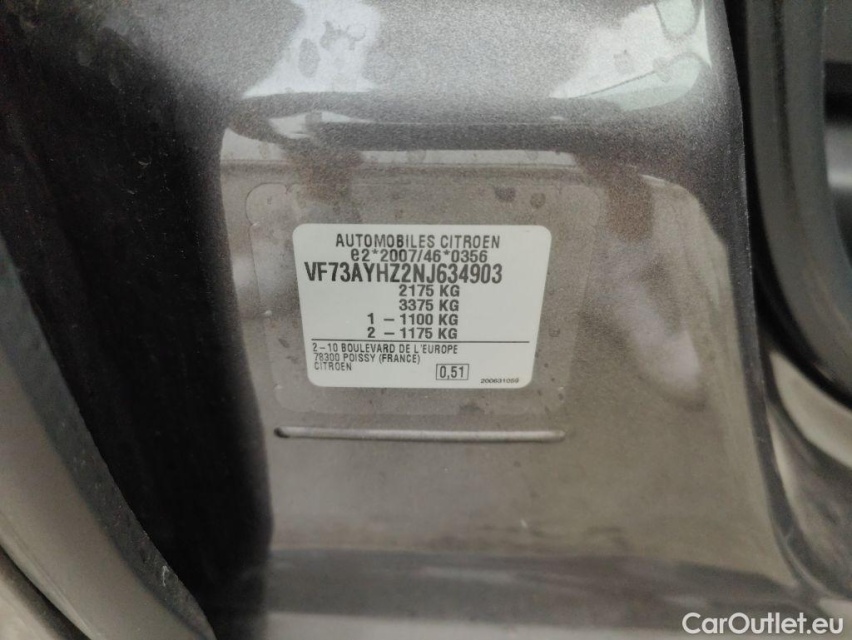 AUTOMOBILES CITROEN
e2*2007/46*0356
VF73AYHZ2NJ634903
2175 KG
3375 KG
1 - 1100 KG
2 - 1175 KG
2-10 BOULEVARD DE L'EUROPE
78300 POISSY (FRANCE)
CITROEN
0,51
CarOutlet.eu